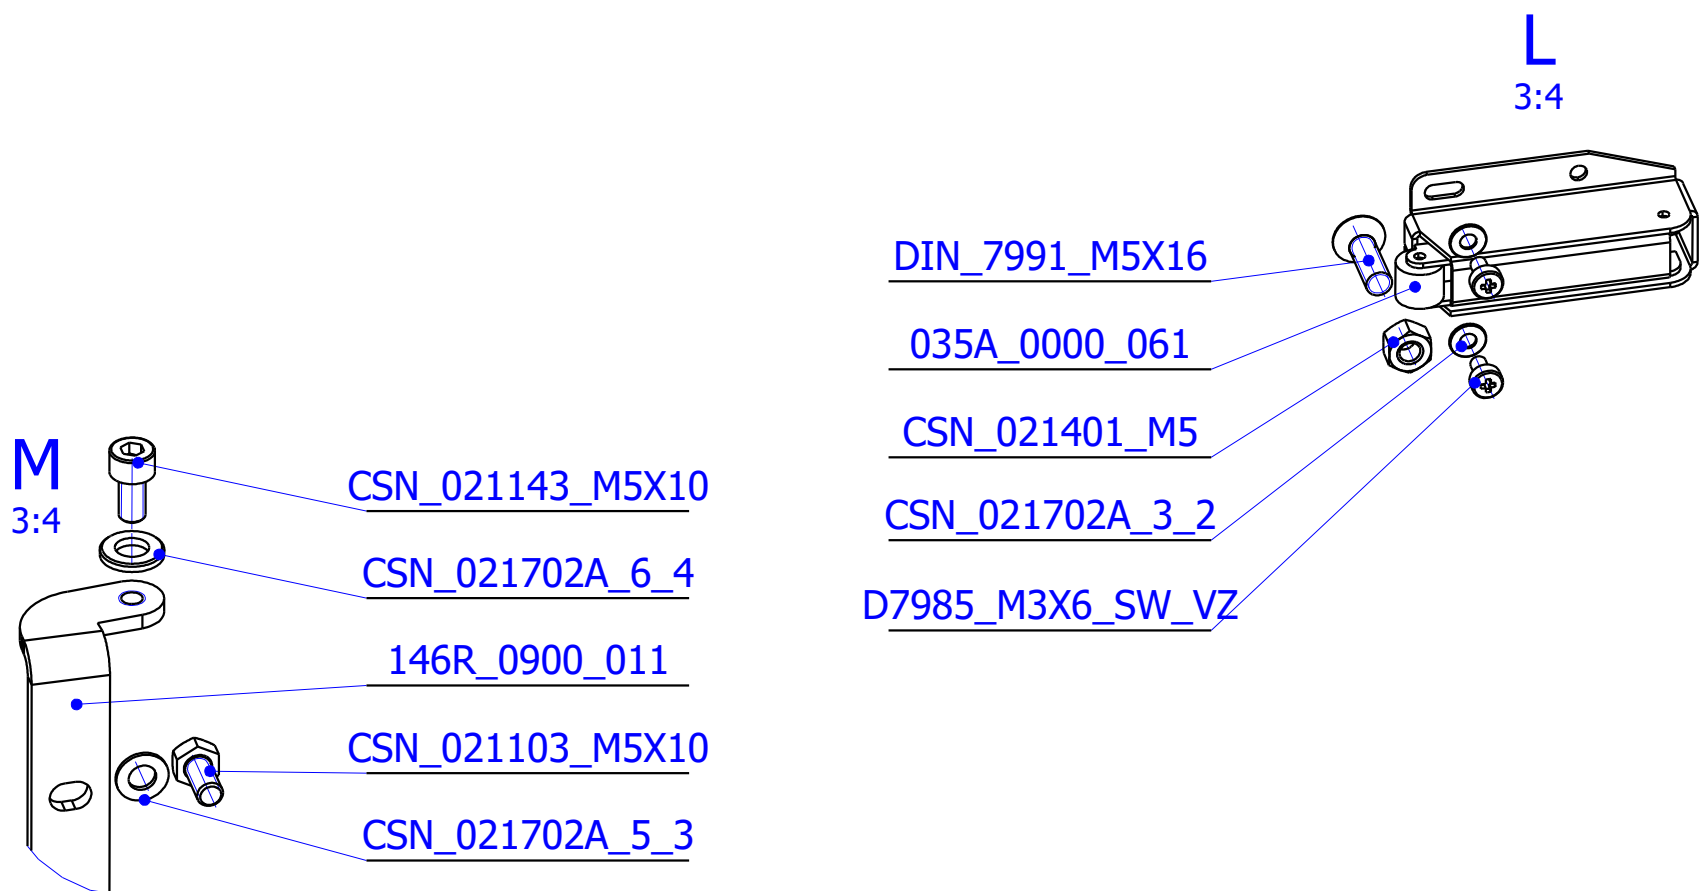 L
3:4
DIN_7991_M5X16
035A_0000_061
CSN_021401_M5
CSN_021702A_3_2
D7985_M3X6_SW_VZ
M
3:4
CSN_021143_M5X10
CSN_021702A_6_4
146R_0900_011
CSN_021103_M5X10
CSN_021702A_5_3